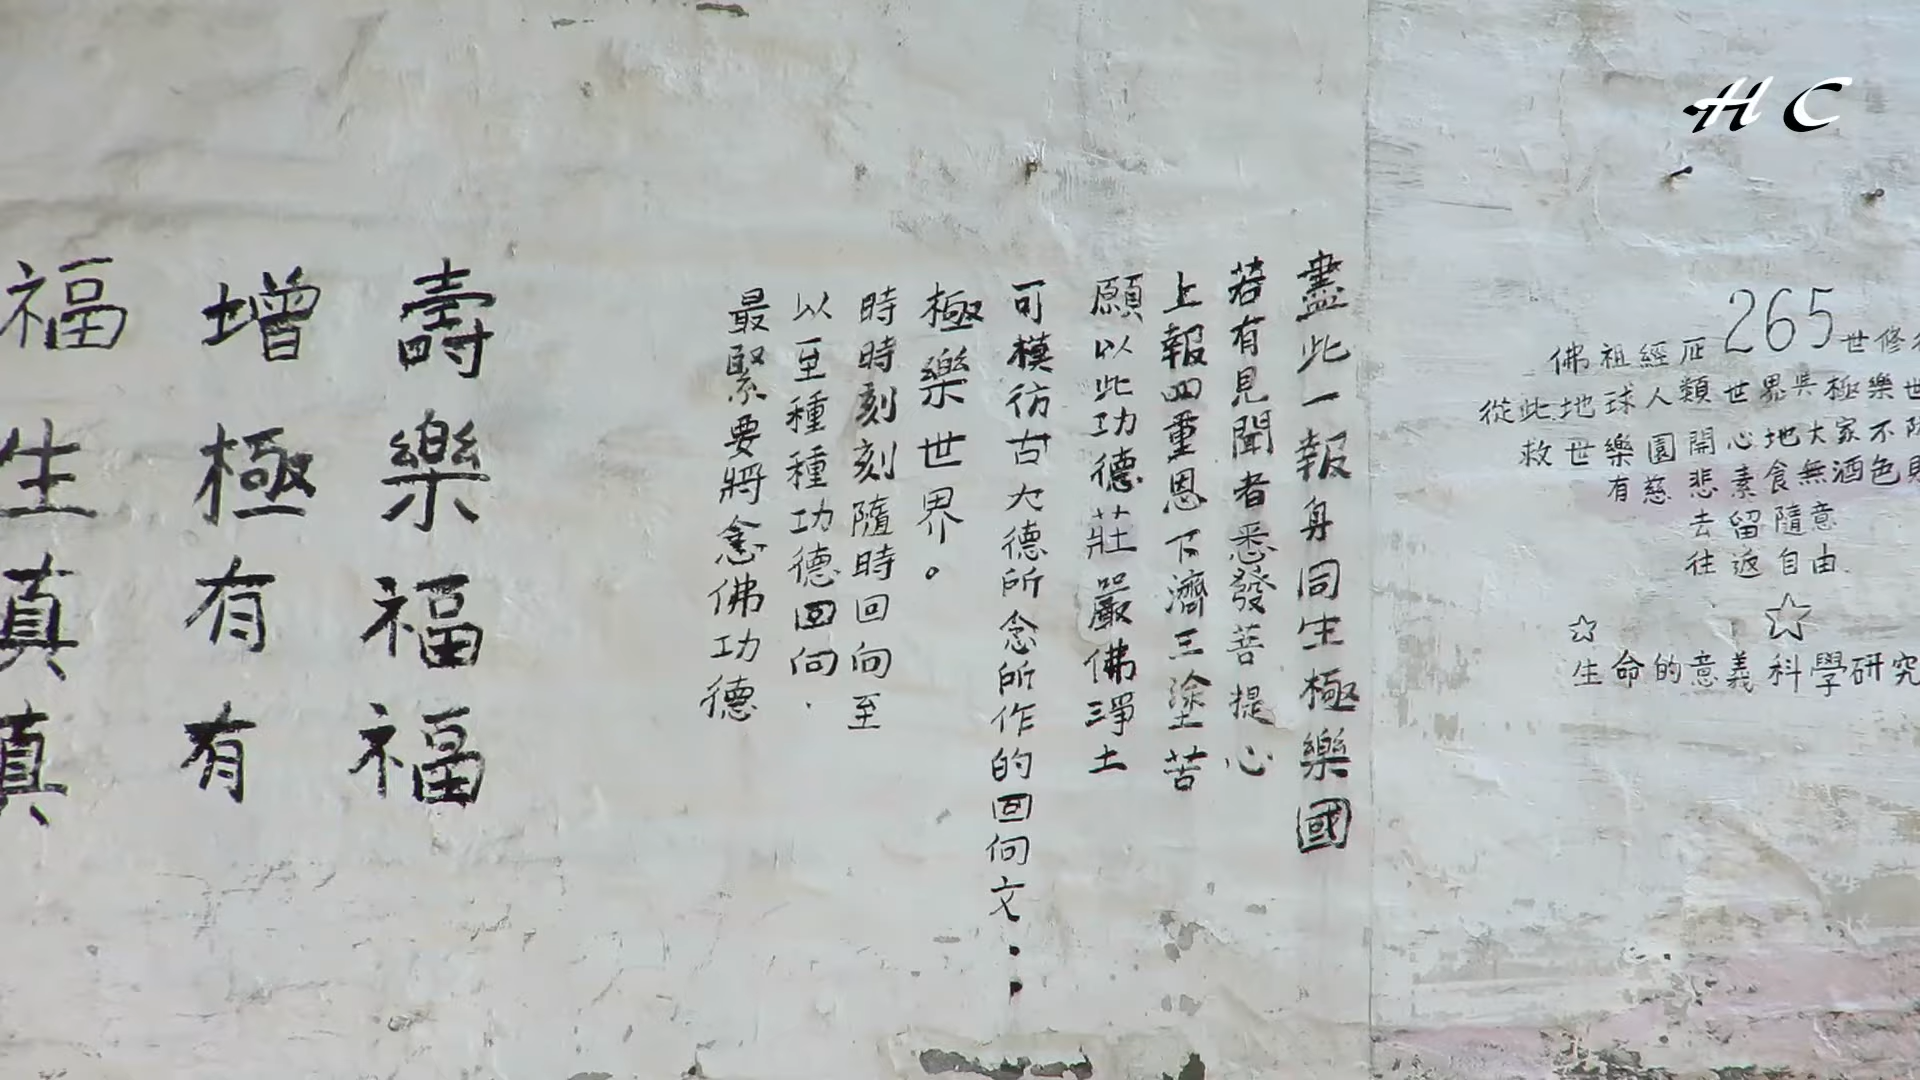 福生真真
增極有有
壽樂福福
最緊要將念佛功德
以至種種功德回向.
時時刻刻隨時回向至
極樂世界。
可模彷古大德所念所作的回向文：
願以此功德莊嚴佛淨土
上報四重恩下濟三塗苦
若有見聞者悉發菩提心
盡此一報身同生極樂國
佛祖經 265世修
從此地球人類世界 極樂世
救世樂園開心地大家不
有慈悲素食無酒色
去留隨意
往返自由
生命的意義科學研究
HC